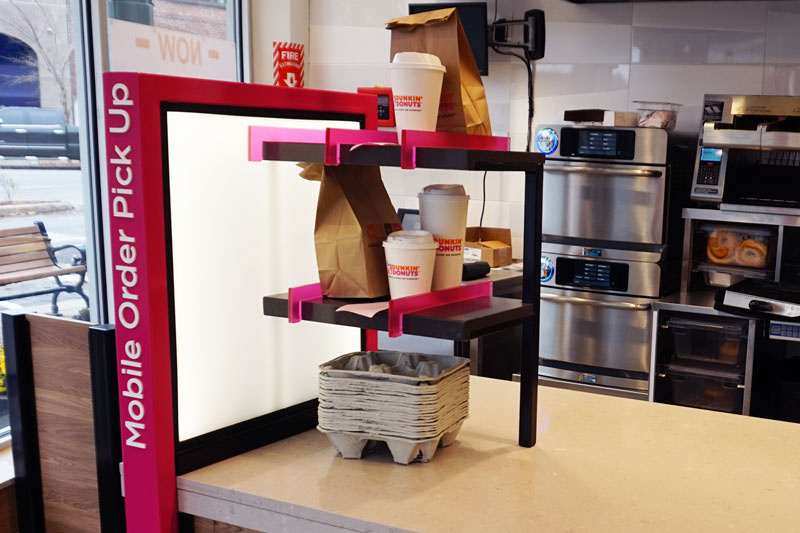 NOW
FIRE
Mobile Order Pick Up
DUNKIN'
DONUTS
DUNKIN'
DONUTS
DUNKIN'
DONUTS